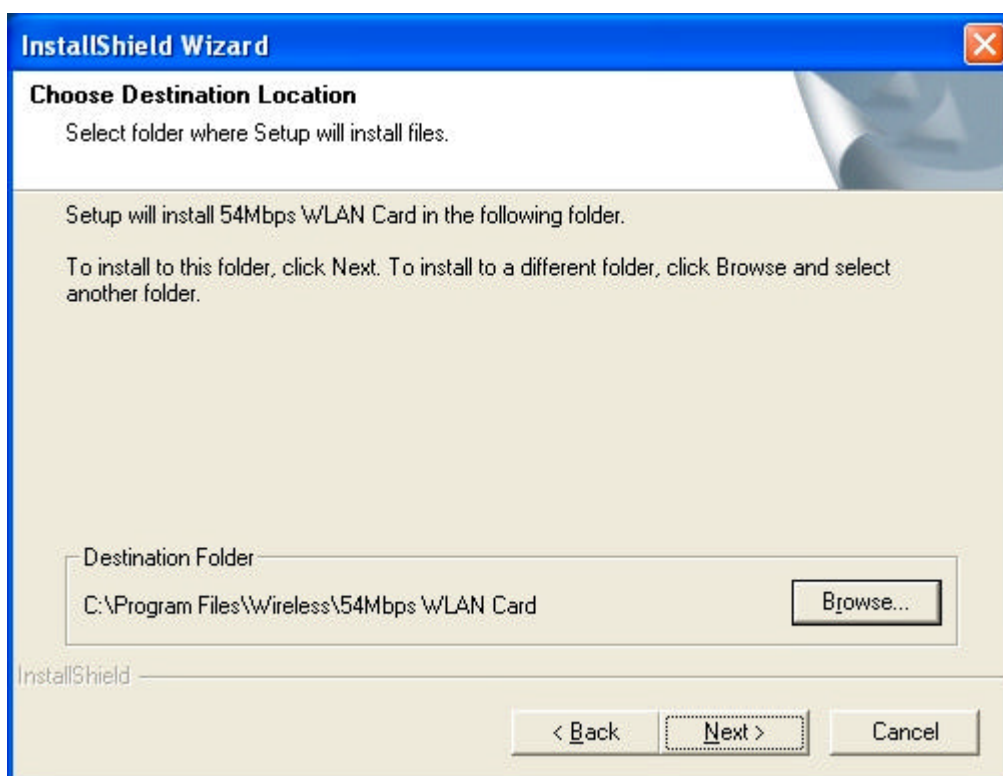 InstallShield Wizard
Choose Destination Location
Select folder where Setup will install files.
Setup will install 54Mbps WLAN Card in the following folder.
To install to this folder, click Next. To install to a different folder, click Browse and select
another folder.
Destination Folder
C:\Program Files\Wireless\54Mbps WLAN Card
Browse...
InstallShield
< Back
Next >
Cancel